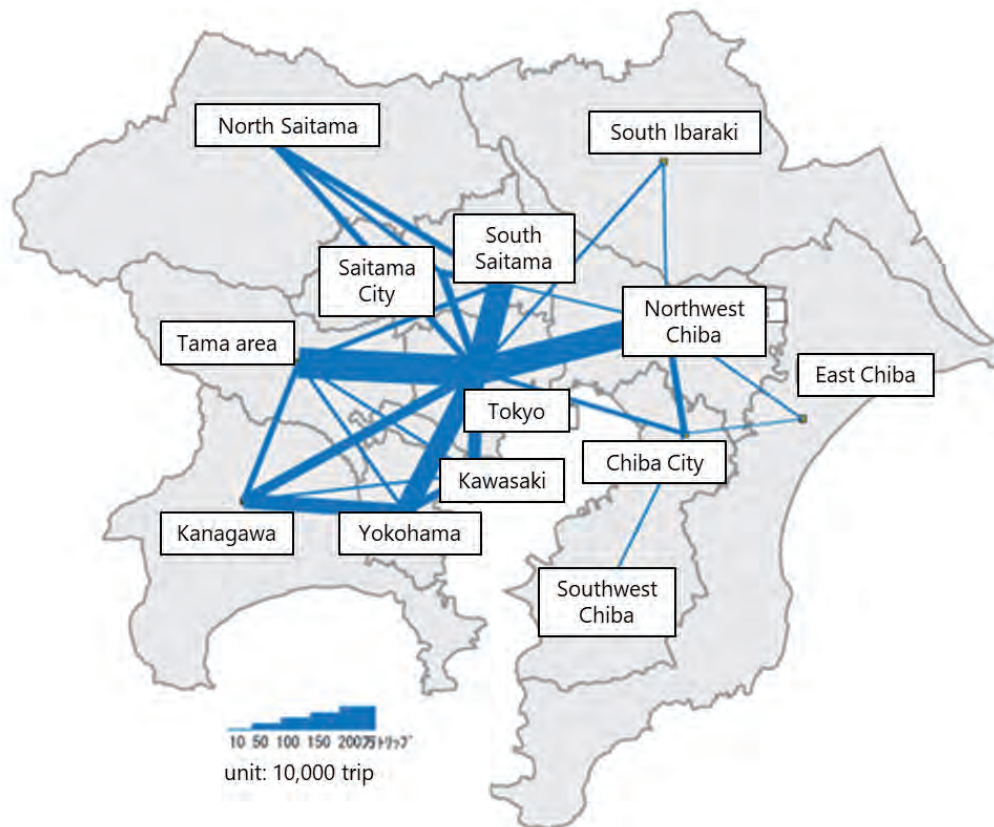 North Saitama
South Ibaraki
South
Saitama
Saitama
City
Northwest
Chiba
Tama area
East Chiba
Tokyo
Chiba City
Kawasaki
Kanagawa
Yokohama
Southwest
Chiba
10 50 100 150 200万トリップ
unit: 10,000 trip